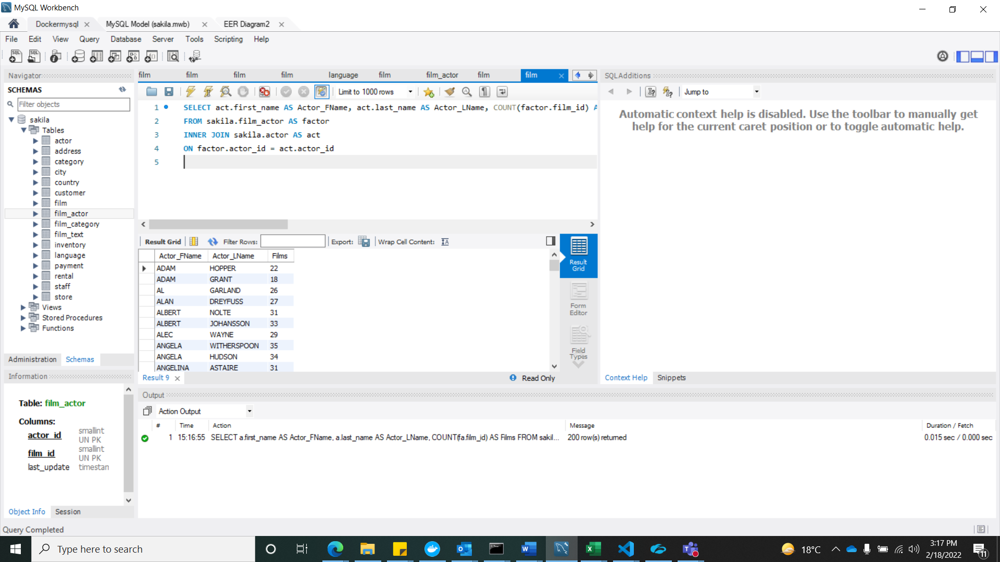 MySQL Workbench
Dockermysql
MySQL Model (sakila.mwb)
EER Diagram2
File Edit View Query Database Server Tools Scripting Help
Navigator
SCHEMAS
Filter objects
sakila
Tables
actor
address
category
city
country
customer
film
film_actor
film_category
film_text
inventory
language
payment
rental
staff
store
Views
Stored Procedures
Functions
Administration Schemas
Information
Table: film_actor
Columns:
actor_id smallint UN PK
film_id smallint UN PK
last_update timestan
Object Info Session
Query Completed
film film film film language film film_actor film film
Limit to 1000 rows
1 SELECT act.first_name AS Actor_FName, act.last_name AS Actor_LName, COUNT(factor.film_id) A
2 FROM sakila.film_actor AS factor
3 INNER JOIN sakila.actor AS act
4 ON factor.actor_id = act.actor_id
5
Result Grid Filter Rows: Export: Wrap Cell Content:
Actor_FName Actor_LName Films
ADAM HOPPER 22
ADAM GRANT 18
AL GARLAND 26
ALAN DREYFUSS 27
ALBERT NOLTE 31
ALBERT JOHANSSON 33
ALEC WAYNE 29
ANGELA WITHERSPOON 35
ANGELA HUDSON 34
ANGELINA ASTAIRE 31
Result Grid
Form Editor
Field Types
Result 9
Read Only
SQLAdditions
Jump to
Automatic context help is disabled. Use the toolbar to manually get
help for the current caret position or to toggle automatic help.
Context Help Snippets
Output
Action Output
# Time Action Message Duration / Fetch
1 15:16:55 SELECT a.first_name AS Actor_FName, a.last_name AS Actor_LName, COUNT(fa.film_id) AS Films FROM sakil... 200 row(s) returned 0.015 sec / 0.000 sec
Type here to search
18°C
3:17 PM
2/18/2022
11